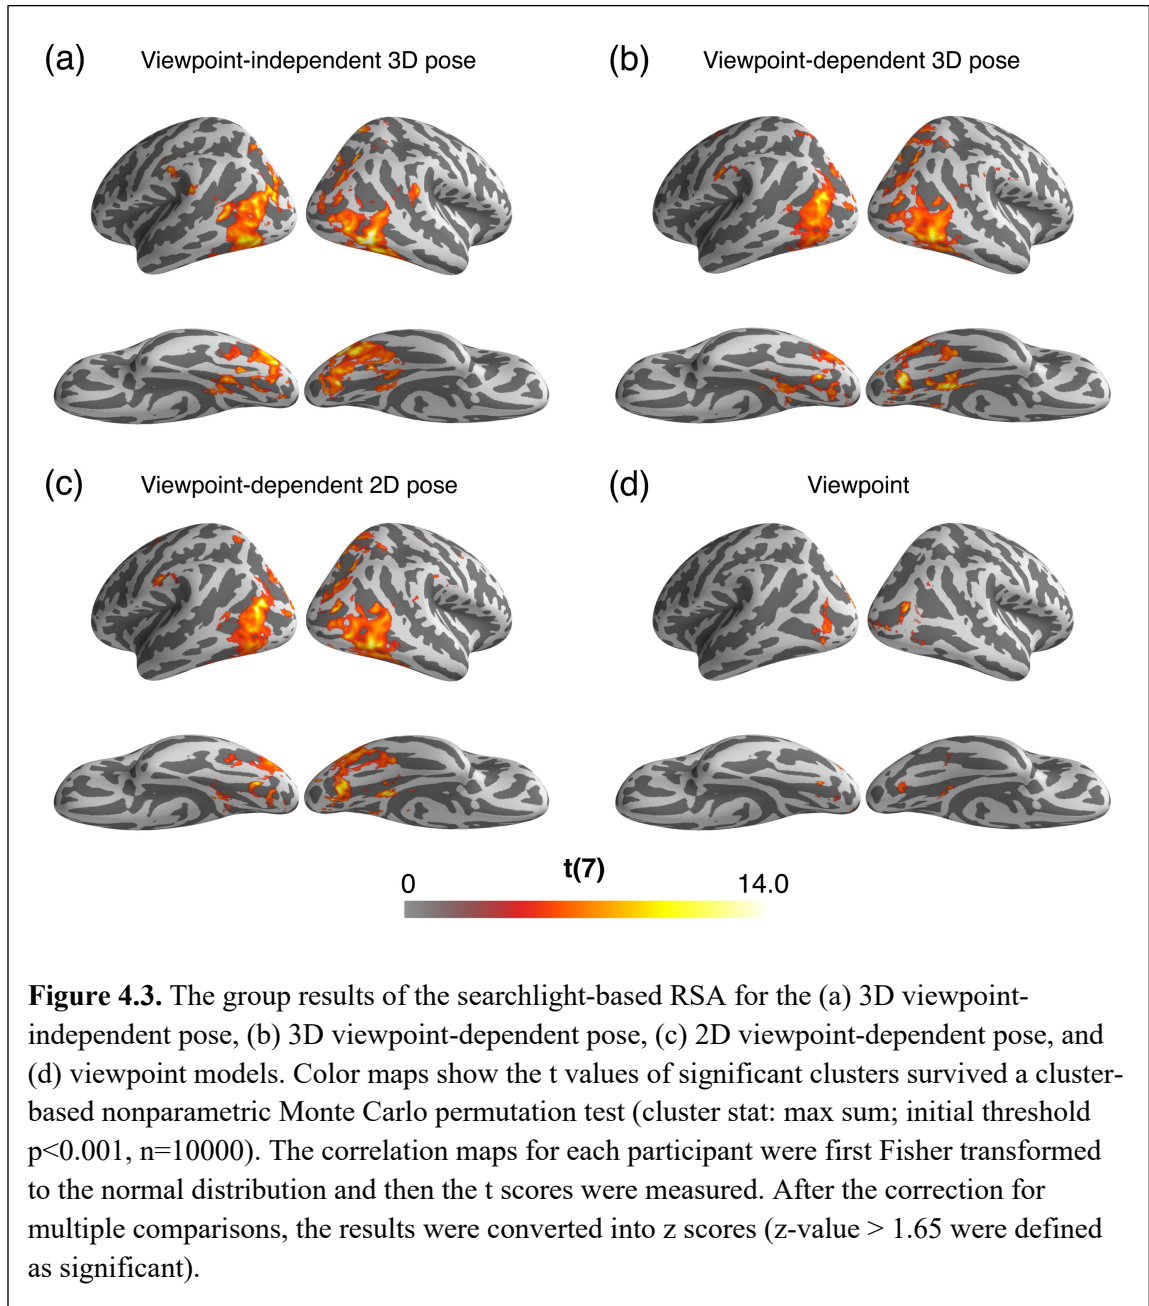 (a) Viewpoint-independent 3D pose
(b) Viewpoint-dependent 3D pose
(c) Viewpoint-dependent 2D pose
(d) Viewpoint
t(7)
0 14.0
Figure 4.3. The group results of the searchlight-based RSA for the (a) 3D viewpoint-
independent pose, (b) 3D viewpoint-dependent pose, (c) 2D viewpoint-dependent pose, and
(d) viewpoint models. Color maps show the t values of significant clusters survived a cluster-
based nonparametric Monte Carlo permutation test (cluster stat: max sum; initial threshold
p<0.001, n=10000). The correlation maps for each participant were first Fisher transformed
to the normal distribution and then the t scores were measured. After the correction for
multiple comparisons, the results were converted into z scores (z-value > 1.65 were defined
as significant).